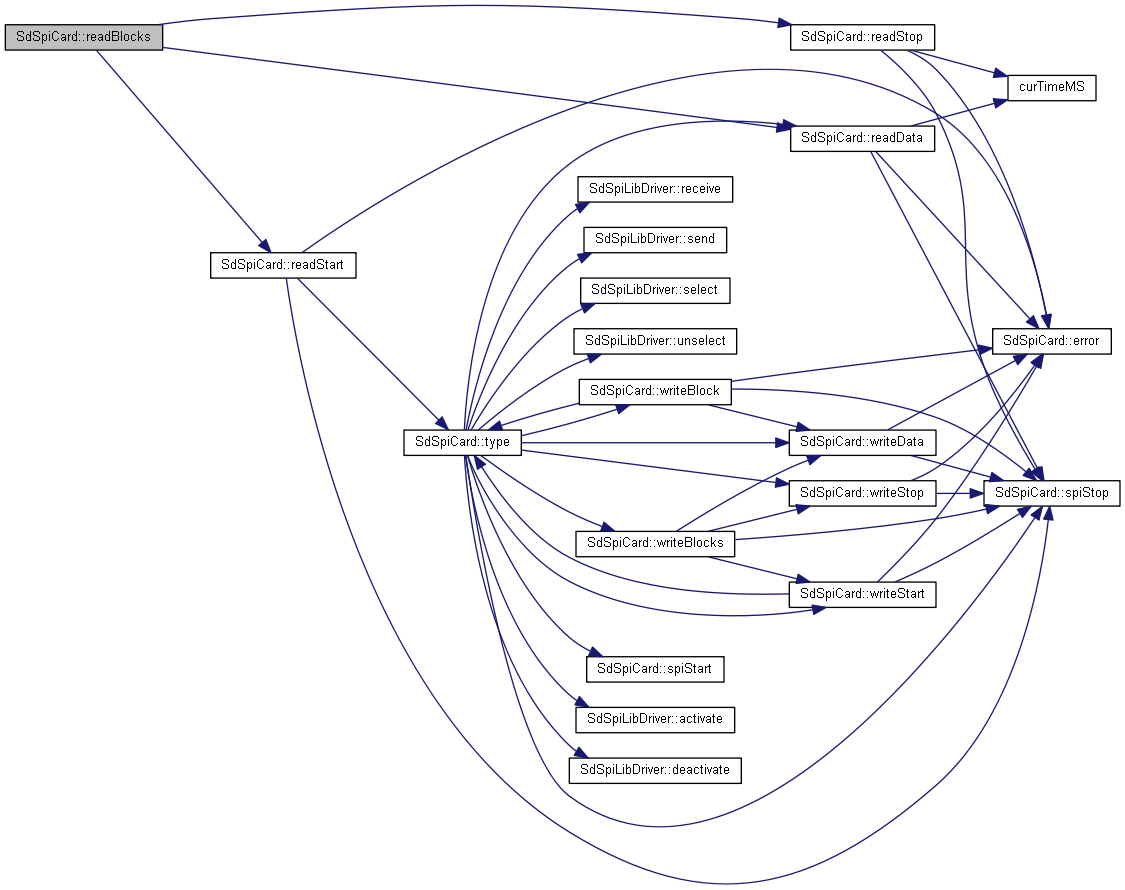 SdSpiCard::readBlocks
SdSpiCard::readStop
curTimeMS
SdSpiCard::readData
SdSpiLibDriver::receive
SdSpiLibDriver::send
SdSpiCard::readStart
SdSpiLibDriver::select
SdSpiLibDriver::unselect
SdSpiCard::error
SdSpiCard::writeBlock
SdSpiCard::type
SdSpiCard::writeData
SdSpiCard::writeStop
SdSpiCard::spiStop
SdSpiCard::writeBlocks
SdSpiCard::writeStart
SdSpiCard::spiStart
SdSpiLibDriver::activate
SdSpiLibDriver::deactivate